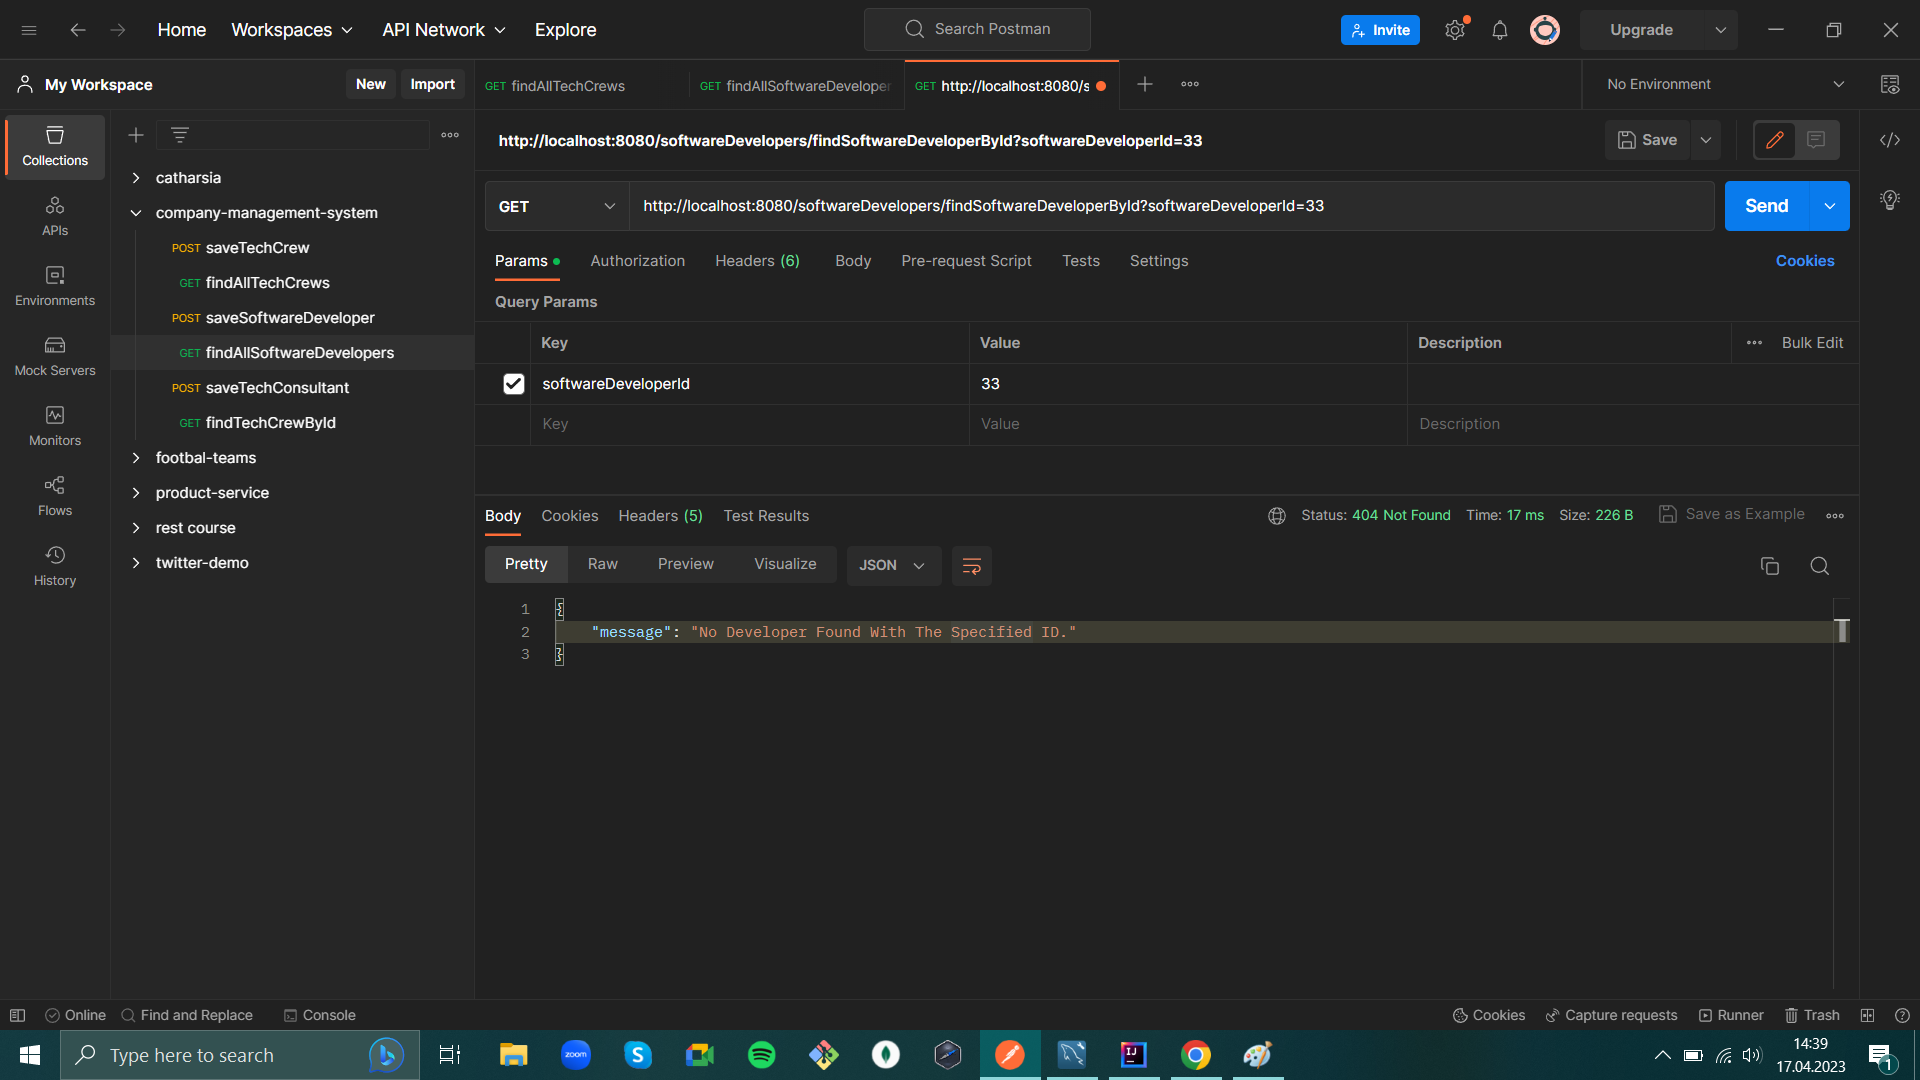 Home
Workspaces
API Network
Explore
Search Postman
Invite
Upgrade
My Workspace
New
Import
GET findAllTechCrews
GET findAllSoftwareDeveloper
GET http://localhost:8080/s
No Environment
Collections
APIs
Environments
Mock Servers
Monitors
Flows
History
catharsia
company-management-system
POST saveTechCrew
GET findAllTechCrews
POST saveSoftwareDeveloper
GET findAllSoftwareDevelopers
POST saveTechConsultant
GET findTechCrewById
footbal-teams
product-service
rest course
twitter-demo
http://localhost:8080/softwareDevelopers/findSoftwareDeveloperById?softwareDeveloperId=33
Save
GET
http://localhost:8080/softwareDevelopers/findSoftwareDeveloperById?softwareDeveloperId=33
Send
Params
Authorization
Headers (6)
Body
Pre-request Script
Tests
Settings
Cookies
Query Params
Key
Value
Description
Bulk Edit
softwareDeveloperId
33
Key
Value
Description
Body
Cookies
Headers (5)
Test Results
Status: 404 Not Found
Time: 17 ms
Size: 226 B
Save as Example
Pretty
Raw
Preview
Visualize
JSON
1 {
2 "message": "No Developer Found With The Specified ID."
3 }
Online
Find and Replace
Console
Cookies
Capture requests
Runner
Trash
Type here to search
zoom
IJ
14:39
17.04.2023
1